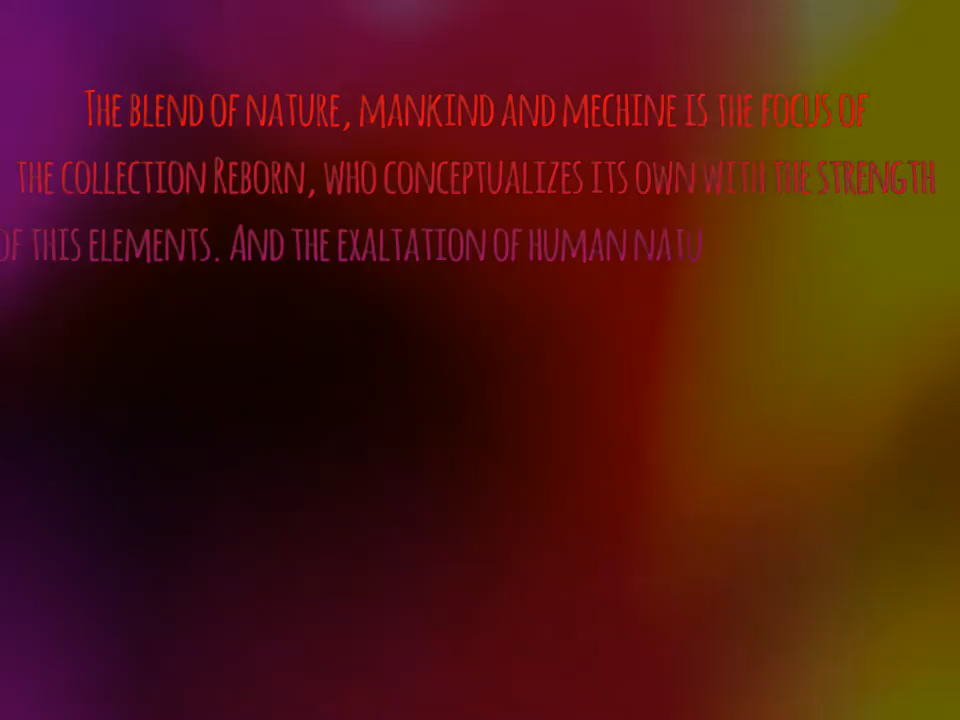 The blend of nature, mankind and mechine is the focus of
the collection Reborn, who conceptualizes its own with the strength
of this elements. And the exaltation of human natu